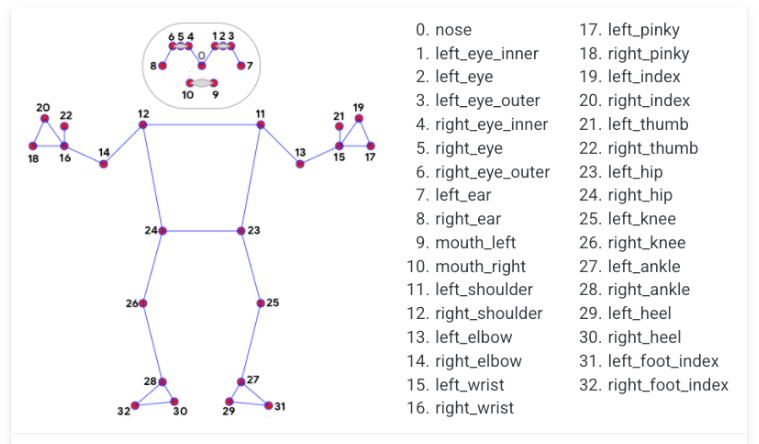 6 5 4 1 2 3
0
8 7
10 9
20 22 12 11 21 19
18 16 14 13 15 17
24 23
26 25
28 27
32 30 29 31
0. nose
1. left_eye_inner
2. left_eye
3. left_eye_outer
4. right_eye_inner
5. right_eye
6. right_eye_outer
7. left_ear
8. right_ear
9. mouth_left
10. mouth_right
11. left_shoulder
12. right_shoulder
13. left_elbow
14. right_elbow
15. left_wrist
16. right_wrist
17. left_pinky
18. right_pinky
19. left_index
20. right_index
21. left_thumb
22. right_thumb
23. left_hip
24. right_hip
25. left_knee
26. right_knee
27. left_ankle
28. right_ankle
29. left_heel
30. right_heel
31. left_foot_index
32. right_foot_index